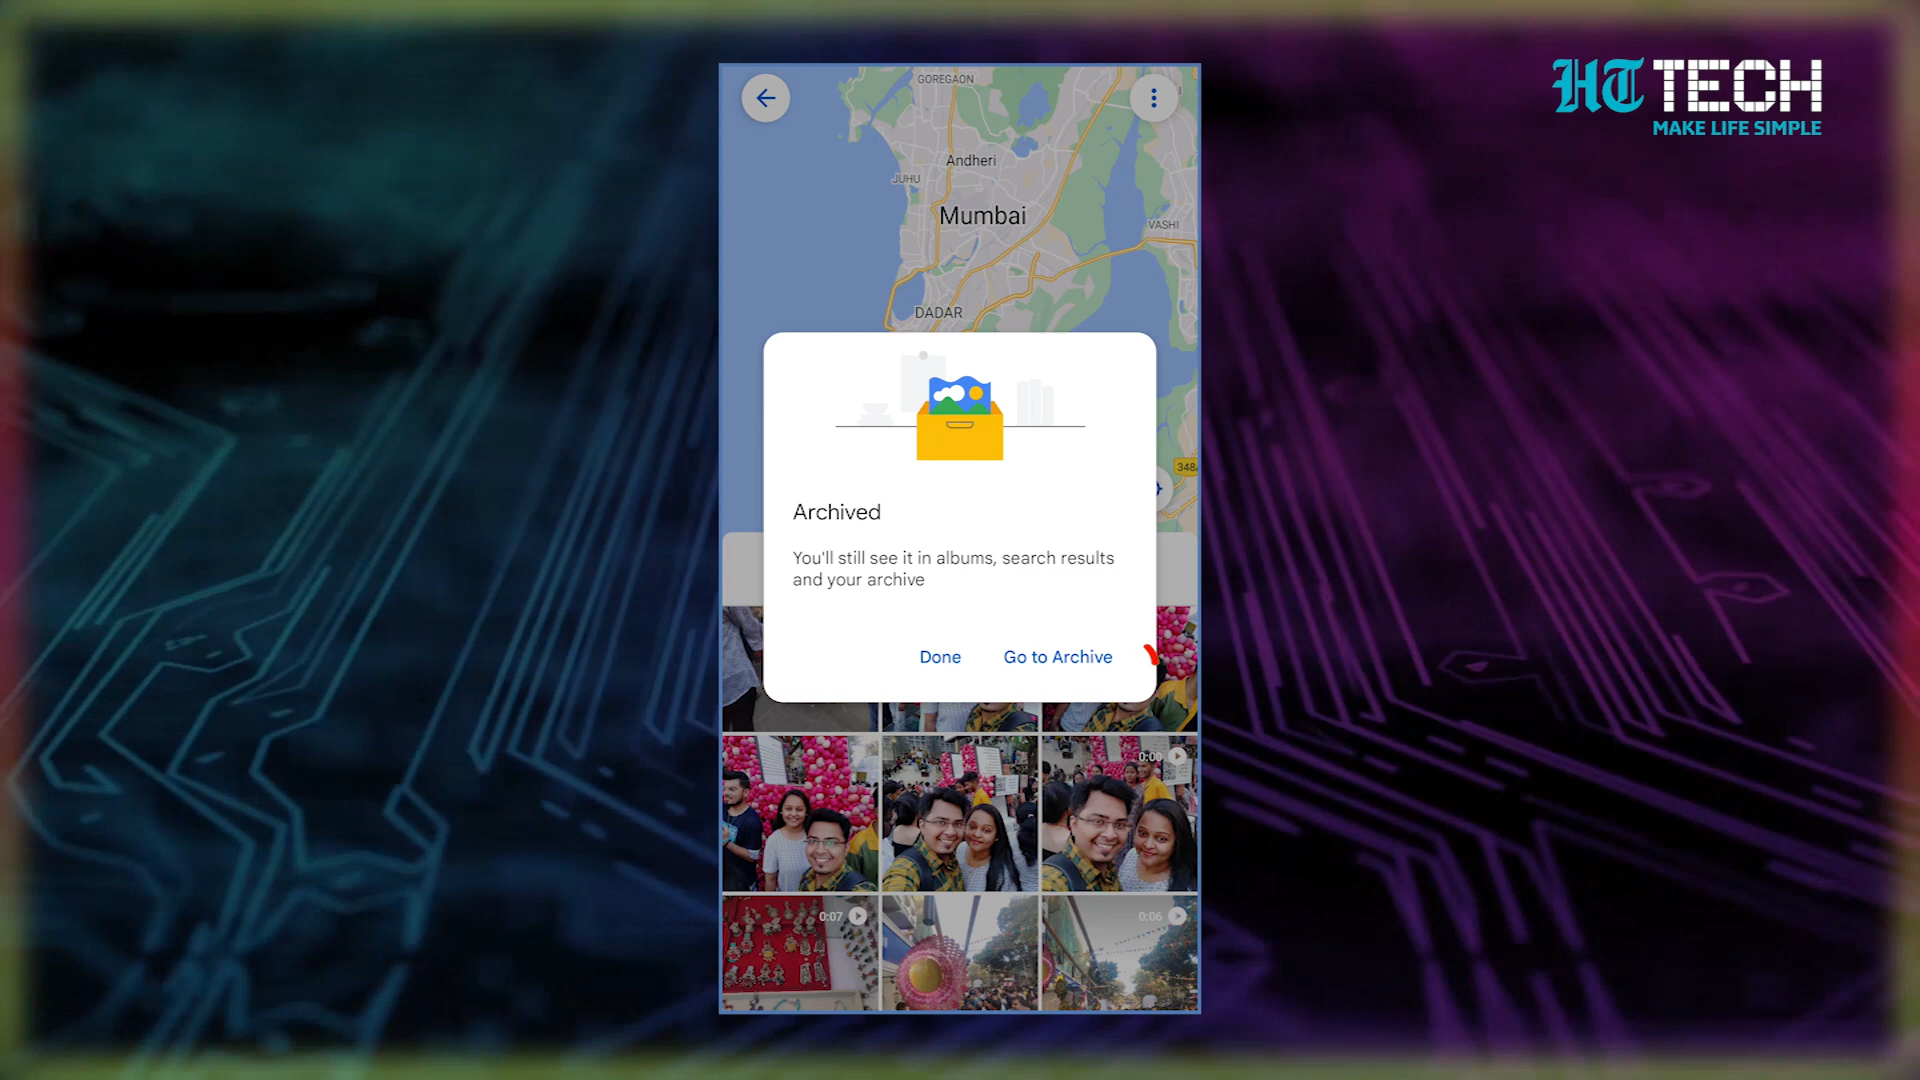 HT TECH
MAKE LIFE SIMPLE
GOREGAON
Andheri
JUHU
Mumbai
VASHI
DADAR
348A
Archived
You'll still see it in albums, search results
and your archive
Done
Go to Archive
0:00
0:07
0:06